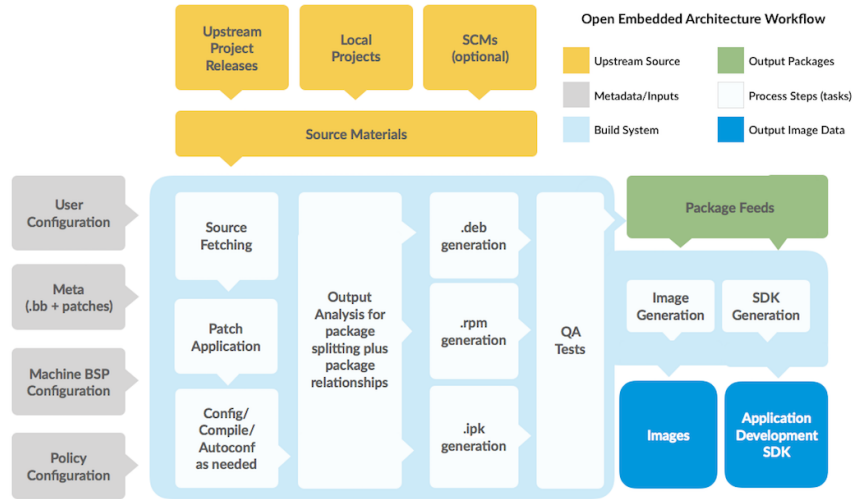 Open Embedded Architecture Workflow
Upstream Source
Output Packages
Metadata/Inputs
Process Steps (tasks)
Build System
Output Image Data
Upstream
Project
Releases
Local
Projects
SCMs
(optional)
Source Materials
User
Configuration
Meta
(.bb + patches)
Machine BSP
Configuration
Policy
Configuration
Source
Fetching
Patch
Application
Config/
Compile/
Autoconf
as needed
Output
Analysis for
package
splitting plus
package
relationships
.deb
generation
.rpm
generation
.ipk
generation
QA
Tests
Package Feeds
Image
Generation
SDK
Generation
Images
Application
Development
SDK